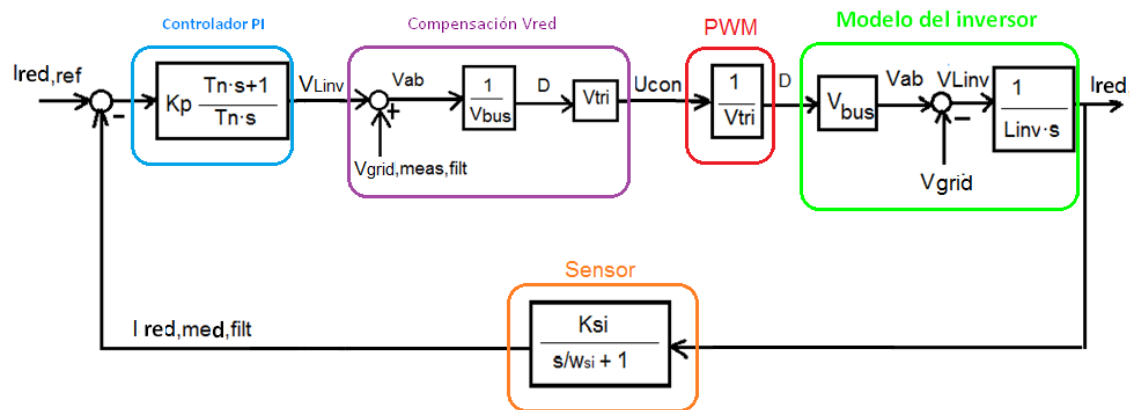 Controlador PI
Compensación Vred
PWM
Modelo del inversor
Ired,ref
-
Kp Tn·s+1
Tn·s
VLinv
+
Vgrid,meas,filt
Vab
1
Vbus
D
Vtri
Ucon
1
Vtri
D
Vbus
Vab
-
Vgrid
VLinv
1
Linv·s
Ired,
Sensor
Ksi
s/wsi + 1
I red,med,filt